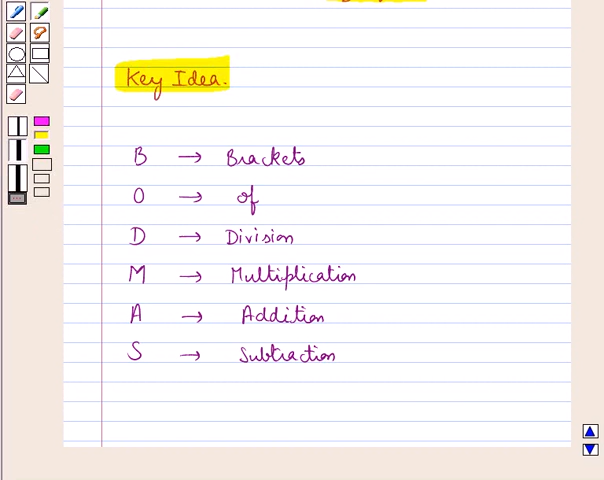 Key Idea.
B → Brackets
O → of
D → Division
M → Multiplication
A → Addition
S → Subtraction